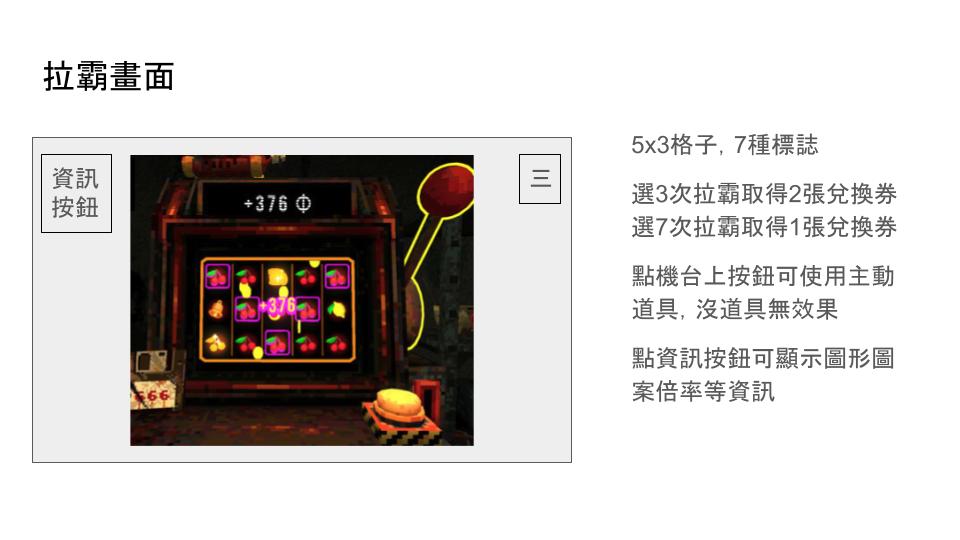 拉霸畫面
資訊
按鈕
三
+376
+376
666
5x3格子, 7種標誌
選3次拉霸取得2張兌換券
選7次拉霸取得1張兌換券
點機台上按鈕可使用主動
道具, 沒道具無效果
點資訊按鈕可顯示圖形圖
案倍率等資訊